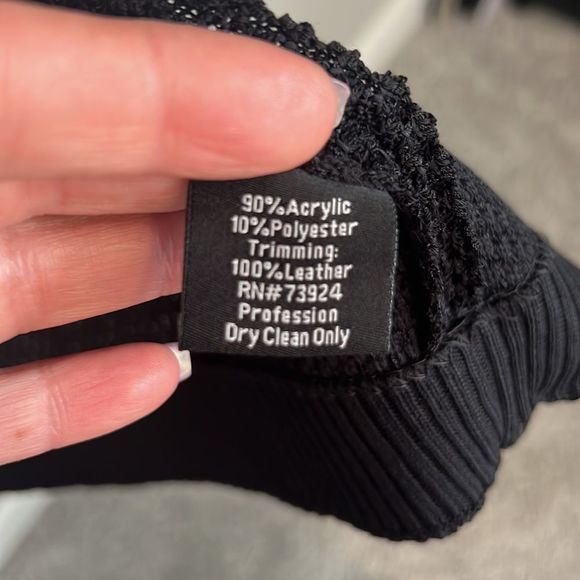 90%Acrylic
10%Polyester
Trimming:
100%Leather
RN#73924
Profession
Dry Clean Only